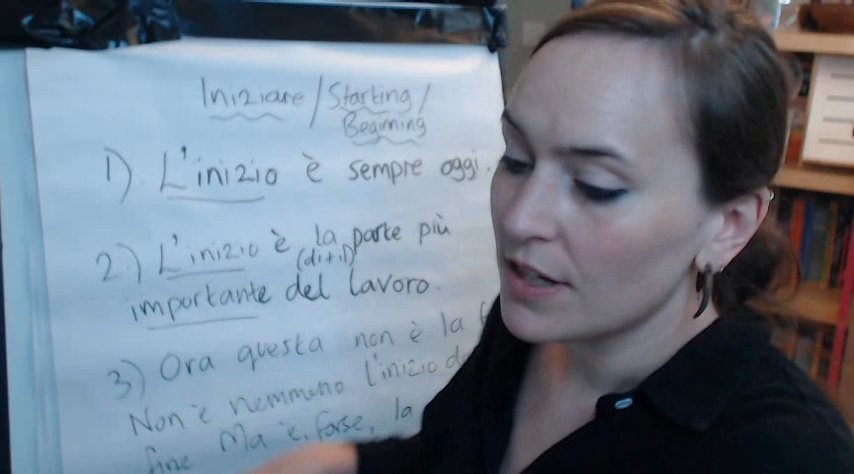 Iniziare / Starting /
Beginning
1). L'inizio è sempre oggi.
2.) L'inizio è la parte più
(di+il)
importante del lavoro.
3) Ora questa non è la
Non è nemmeno l'inizio
fine Ma è, forse, la